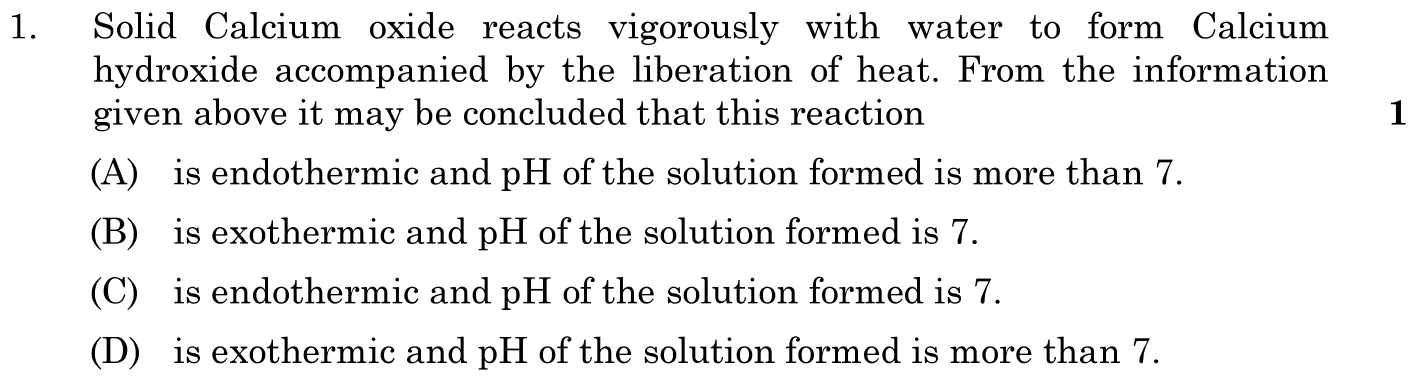 1. Solid Calcium oxide reacts vigorously with water to form Calcium
hydroxide accompanied by the liberation of heat. From the information
given above it may be concluded that this reaction 1
(A) is endothermic and pH of the solution formed is more than 7.
(B) is exothermic and pH of the solution formed is 7.
(C) is endothermic and pH of the solution formed is 7.
(D) is exothermic and pH of the solution formed is more than 7.